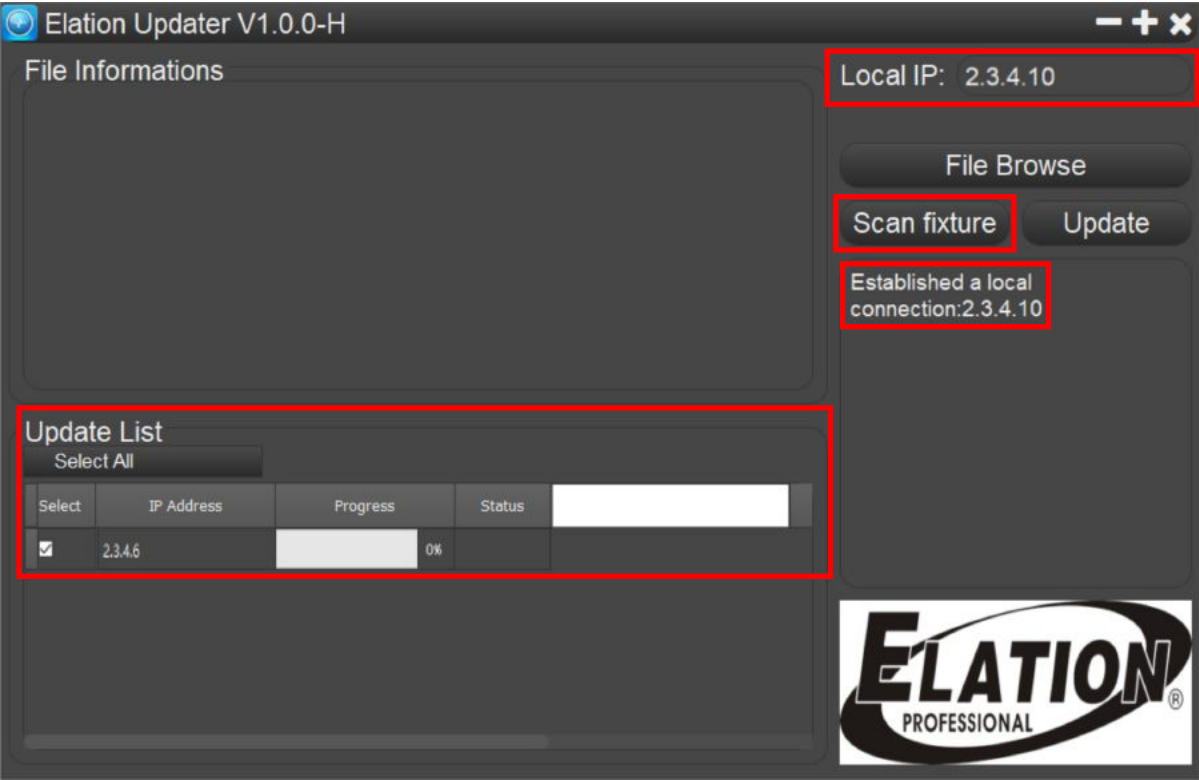 Elation Updater V1.0.0-H
File Informations
Local IP: 2.3.4.10
File Browse
Scan fixture Update
Established a local
connection:2.3.4.10
Update List
Select All
Select IP Address Progress Status
2.3.4.6 0%
ELATION®
PROFESSIONAL